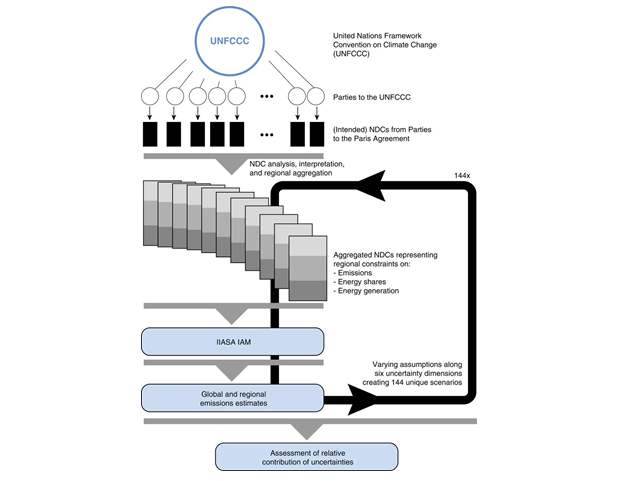 UNFCCC
United Nations Framework
Convention on Climate Change
(UNFCCC)
Parties to the UNFCCC
(Intended) NDCs from Parties
to the Paris Agreement
NDC analysis, interpretation,
and regional aggregation
144x
Aggregated NDCs representing
regional constraints on:
- Emissions
- Energy shares
- Energy generation
IIASA IAM
Varying assumptions along
six uncertainty dimensions
creating 144 unique scenarios
Global and regional
emissions estimates
Assessment of relative
contribution of uncertainties